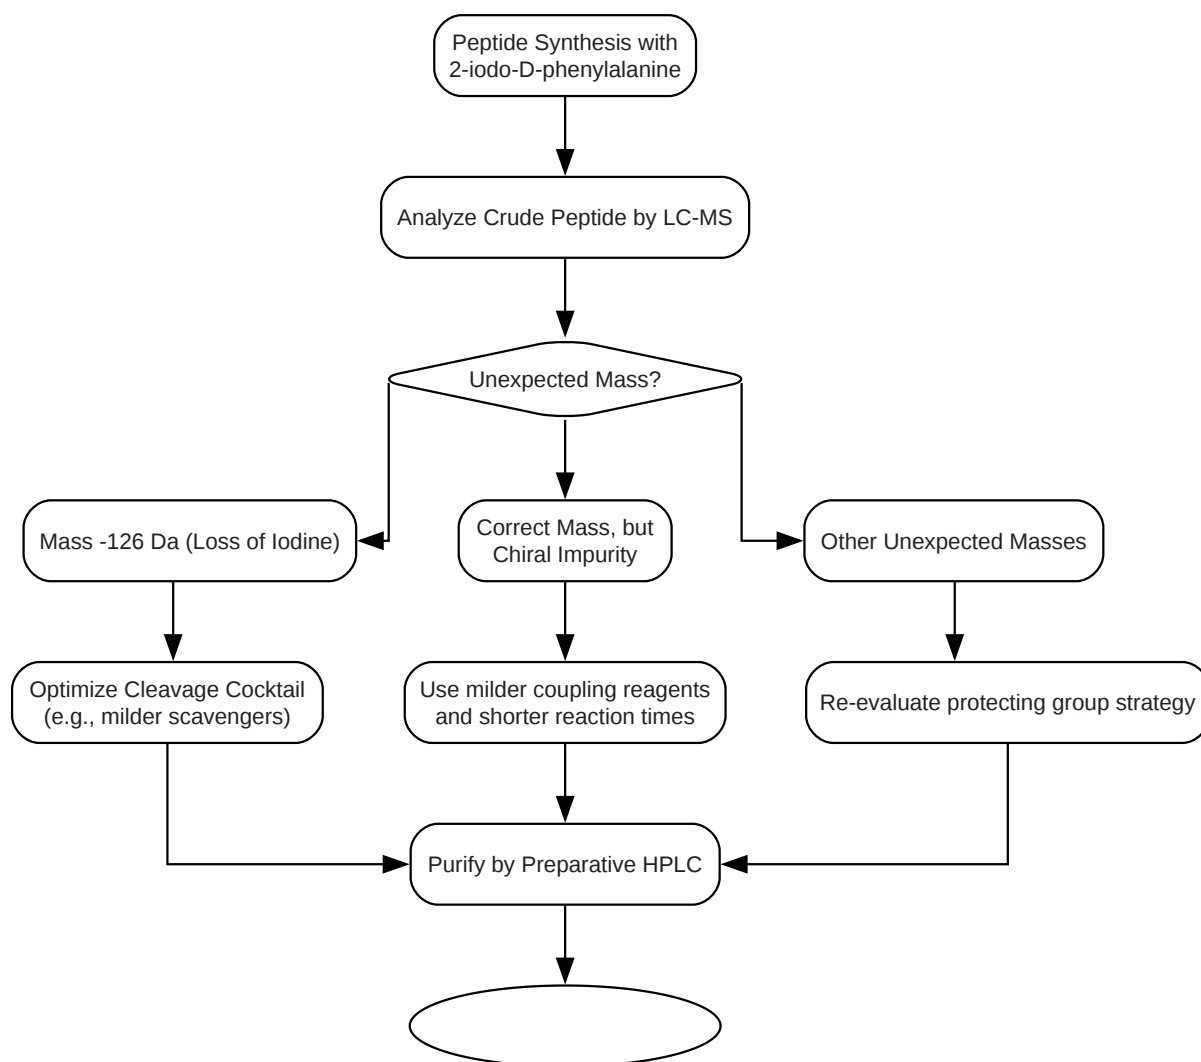 Peptide Synthesis with
2-iodo-D-phenylalanine
Analyze Crude Peptide by LC-MS
Unexpected Mass?
Mass -126 Da (Loss of Iodine)
Correct Mass, but
Chiral Impurity
Other Unexpected Masses
Optimize Cleavage Cocktail
(e.g., milder scavengers)
Use milder coupling reagents
and shorter reaction times
Re-evaluate protecting group strategy
Purify by Preparative HPLC